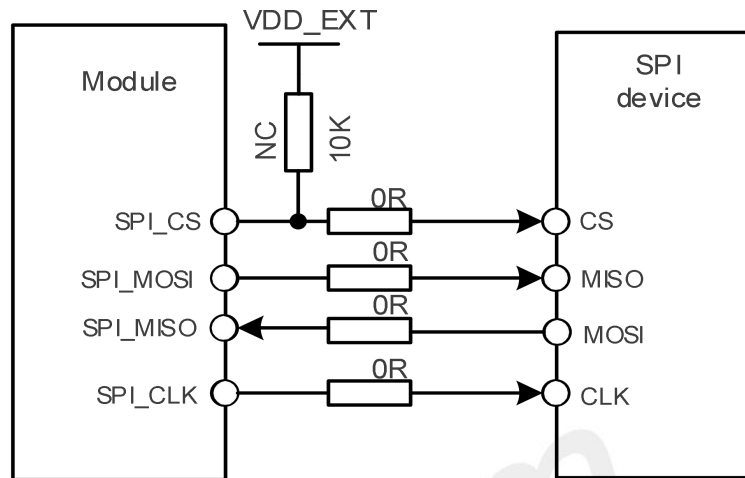 VDD_EXT
Module
SPI
device
NC
10K
0R
SPI_CS
CS
0R
SPI_MOSI
MISO
0R
SPI_MISO
MOSI
0R
SPI_CLK
CLK